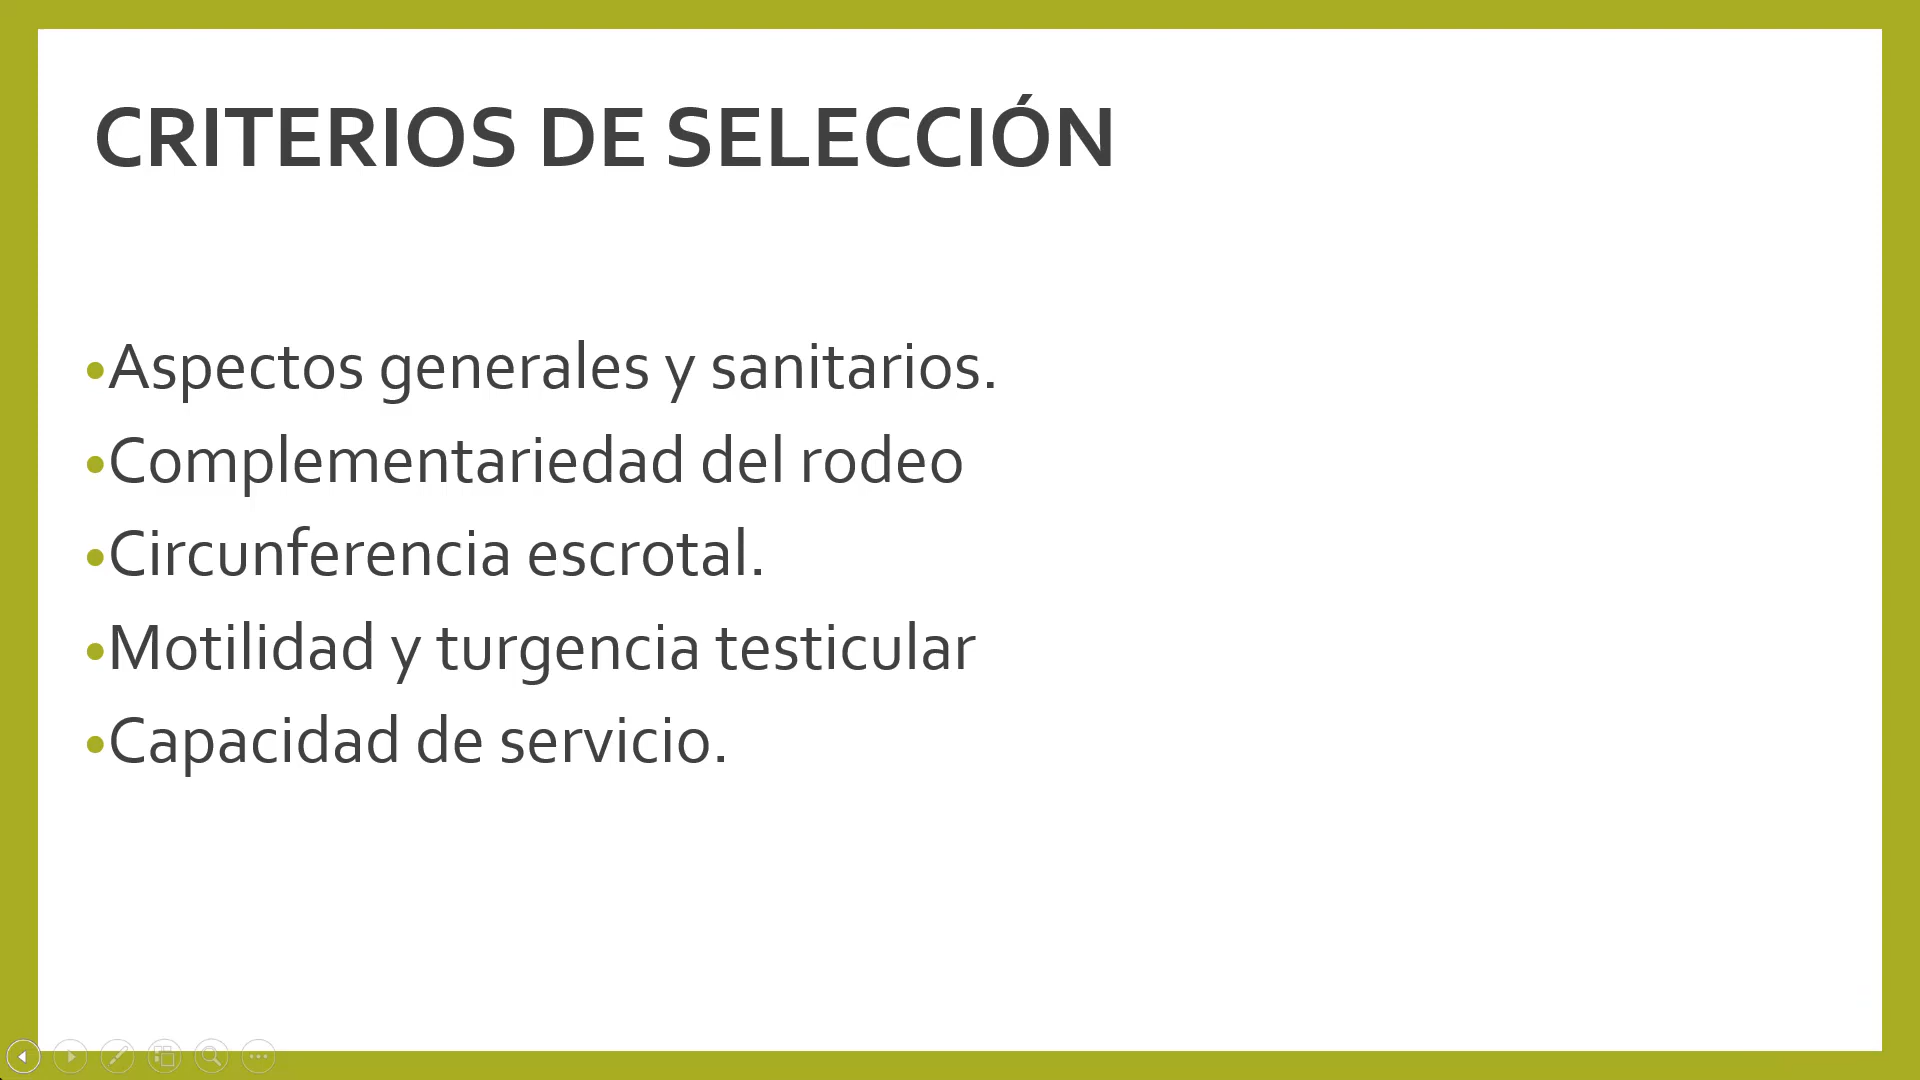 CRITERIOS DE SELECCIÓN
•Aspectos generales y sanitarios.
•Complementariedad del rodeo
•Circunferencia escrotal.
•Motilidad y turgencia testicular
•Capacidad de servicio.